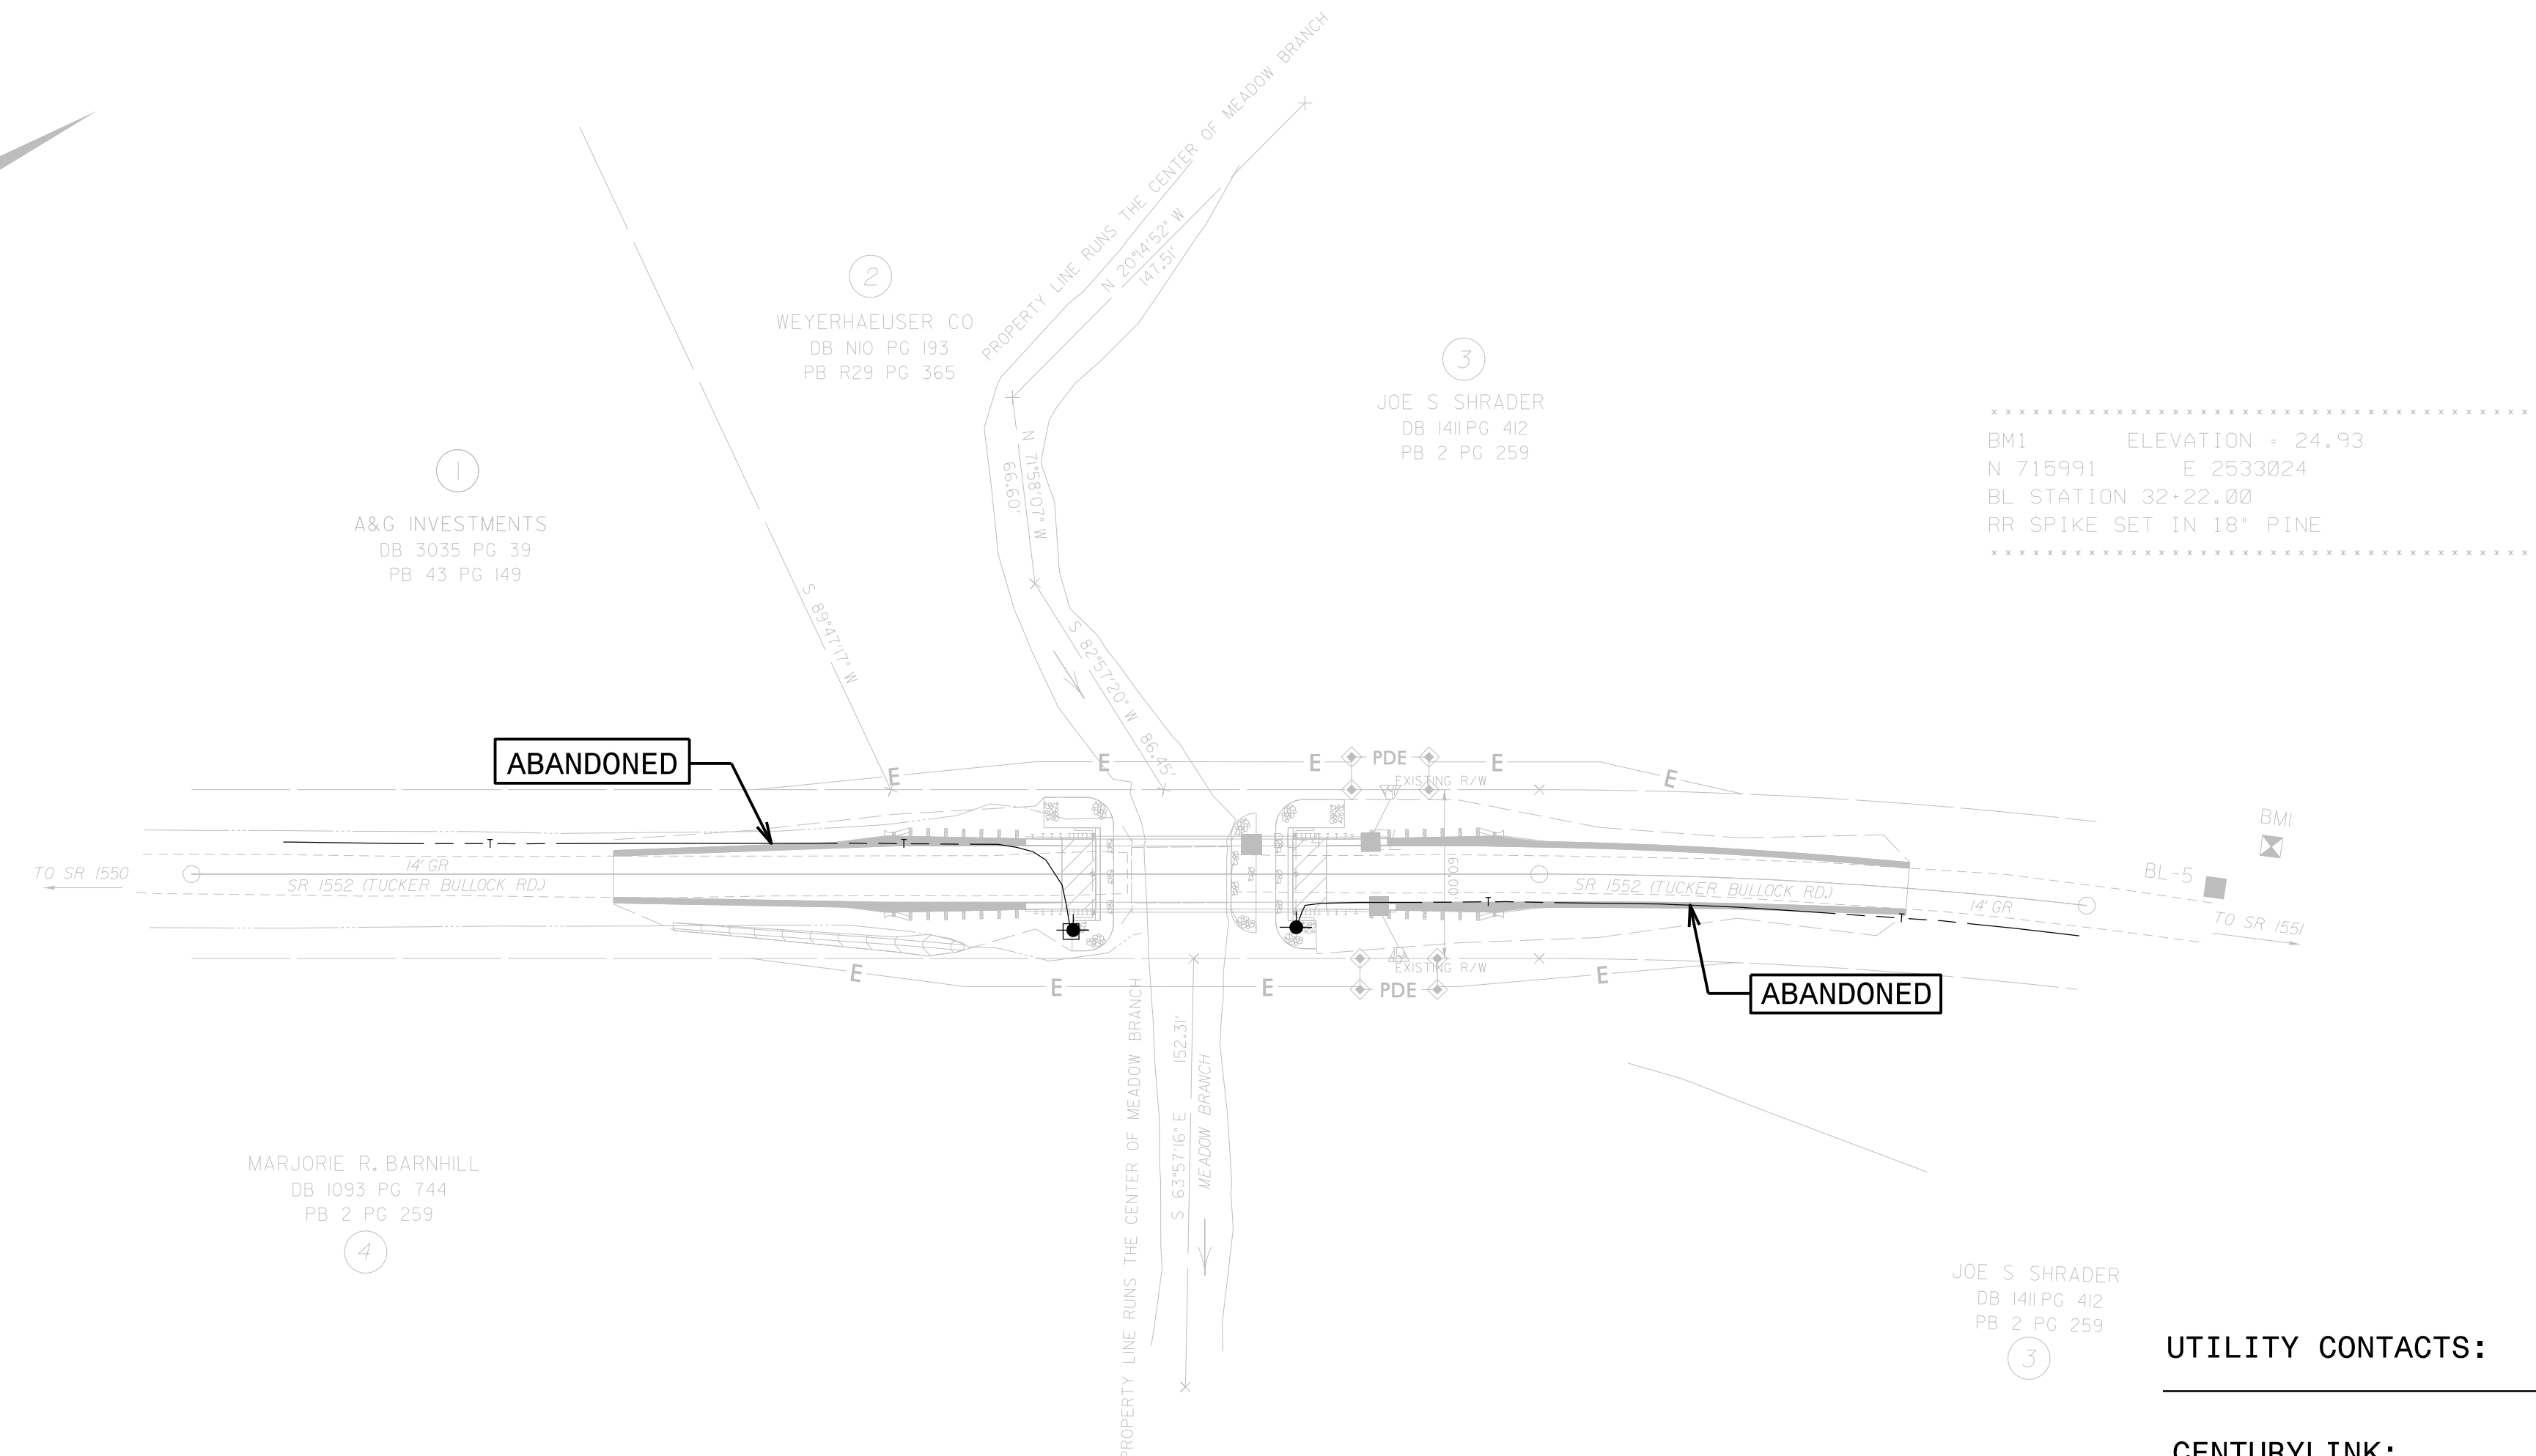 PROPERTY LINE RUNS THE CENTER OF MEADOW BRANCH
N 20°14'52" W
147.51'
2
WEYERHAEUSER CO
DB N10 PG 193
PB R29 PG 365
3
JOE S SHRADER
DB 1411 PG 412
PB 2 PG 259
BM1 ELEVATION = 24.93
N 715991 E 2533024
BL STATION 32+22.00
RR SPIKE SET IN 18" PINE
1
A&G INVESTMENTS
DB 3035 PG 39
PB 43 PG 149
N 71°58'07" W
66.60'
S 89°47'17" W
S 82°57'20" W 86.45'
ABANDONED
E
E
E
PDE
E
E
EXISTING R/W
T
T
TO SR 1550
14' GR
SR 1552 (TUCKER BULLOCK RD.)
60.00'
SR 1552 (TUCKER BULLOCK RD.)
14' GR
T
T
BM1
BL-5
TO SR 1551
EXISTING R/W
E
E
E
PDE
E
ABANDONED
PROPERTY LINE RUNS THE CENTER OF MEADOW BRANCH
S 63°57'16" E 152.31'
MEADOW BRANCH
MARJORIE R. BARNHILL
DB 1093 PG 744
PB 2 PG 259
4
JOE S SHRADER
DB 1411 PG 412
PB 2 PG 259
3
UTILITY CONTACTS:
CENTURYLINK: